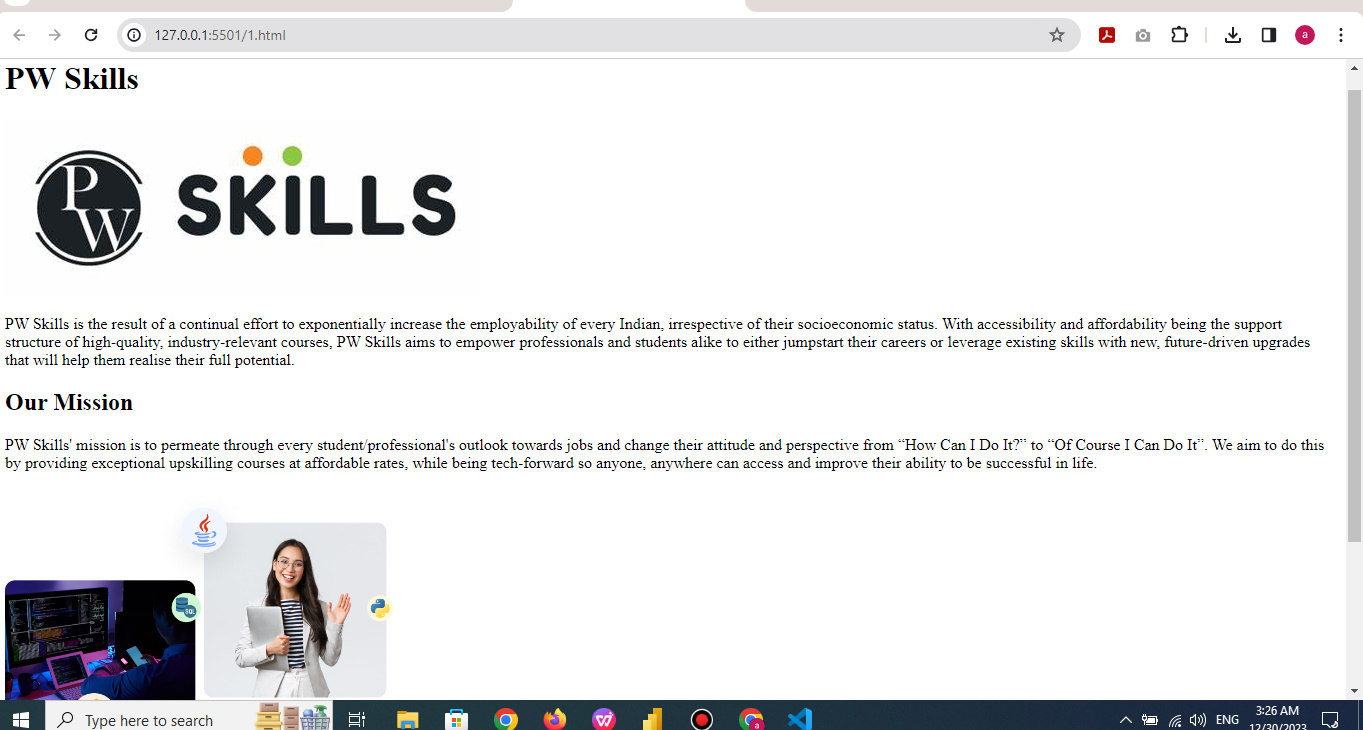 127.0.0.1:5501/1.html
a
PW Skills
PW
SKILLS
PW Skills is the result of a continual effort to exponentially increase the employability of every Indian, irrespective of their socioeconomic status. With accessibility and affordability being the support
structure of high-quality, industry-relevant courses, PW Skills aims to empower professionals and students alike to either jumpstart their careers or leverage existing skills with new, future-driven upgrades
that will help them realise their full potential.
Our Mission
PW Skills' mission is to permeate through every student/professional's outlook towards jobs and change their attitude and perspective from “How Can I Do It?” to “Of Course I Can Do It”. We aim to do this
by providing exceptional upskilling courses at affordable rates, while being tech-forward so anyone, anywhere can access and improve their ability to be successful in life.
SQL
Type here to search
W
a
ENG
3:26 AM
12/30/2023